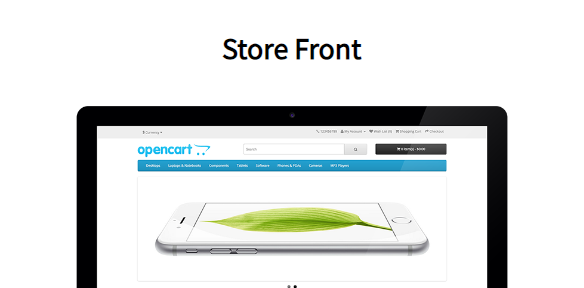 Store Front
$ Currency
123456789 My Account Wish List (0) Shopping Cart Checkout
opencart
Search
0 item(s) - $0.00
Desktops Laptops & Notebooks Components Tablets Software Phones & PDAs Cameras MP3 Players